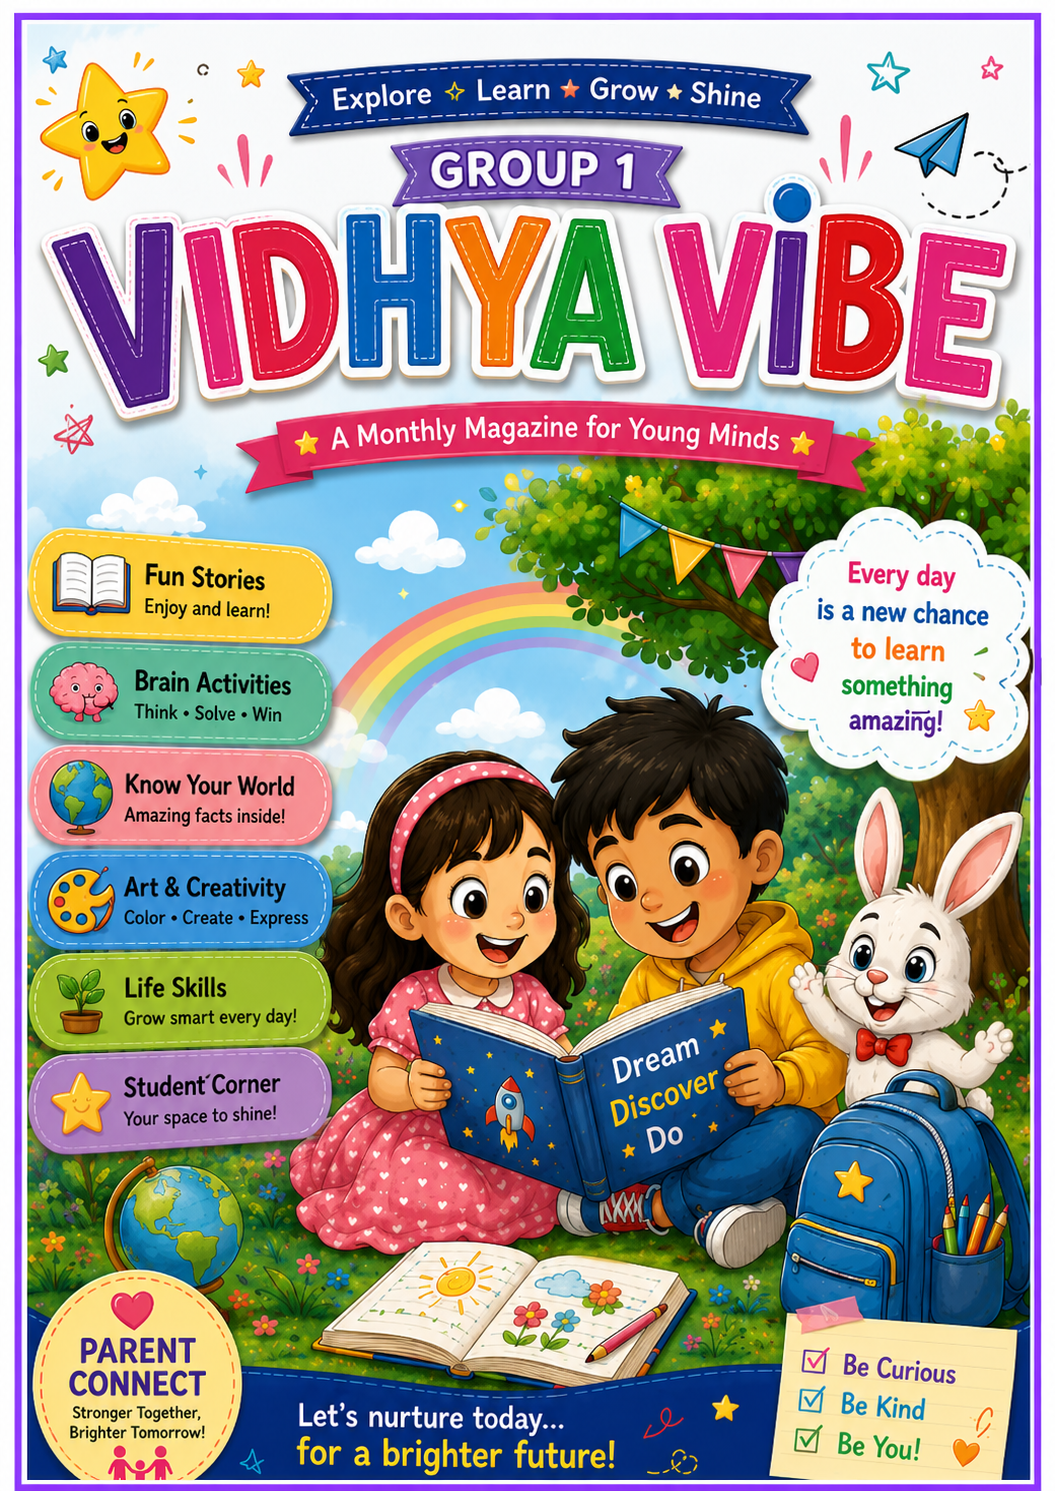 Explore Learn Grow Shine
GROUP 1
VIDHYA ViBE
A Monthly Magazine for Young Minds
Fun Stories
Enjoy and learn!
Brain Activities
Think • Solve • Win
Know Your World
Amazing facts inside!
Art & Creativity
Color • Create • Express
Life Skills
Grow smart every day!
Student Corner
Your space to shine!
Every day
is a new chance
to learn
something
amazing!
Dream
Discover
Do
PARENT
CONNECT
Stronger Together,
Brighter Tomorrow!
Let's nurture today...
for a brighter future!
Be Curious
Be Kind
Be You!